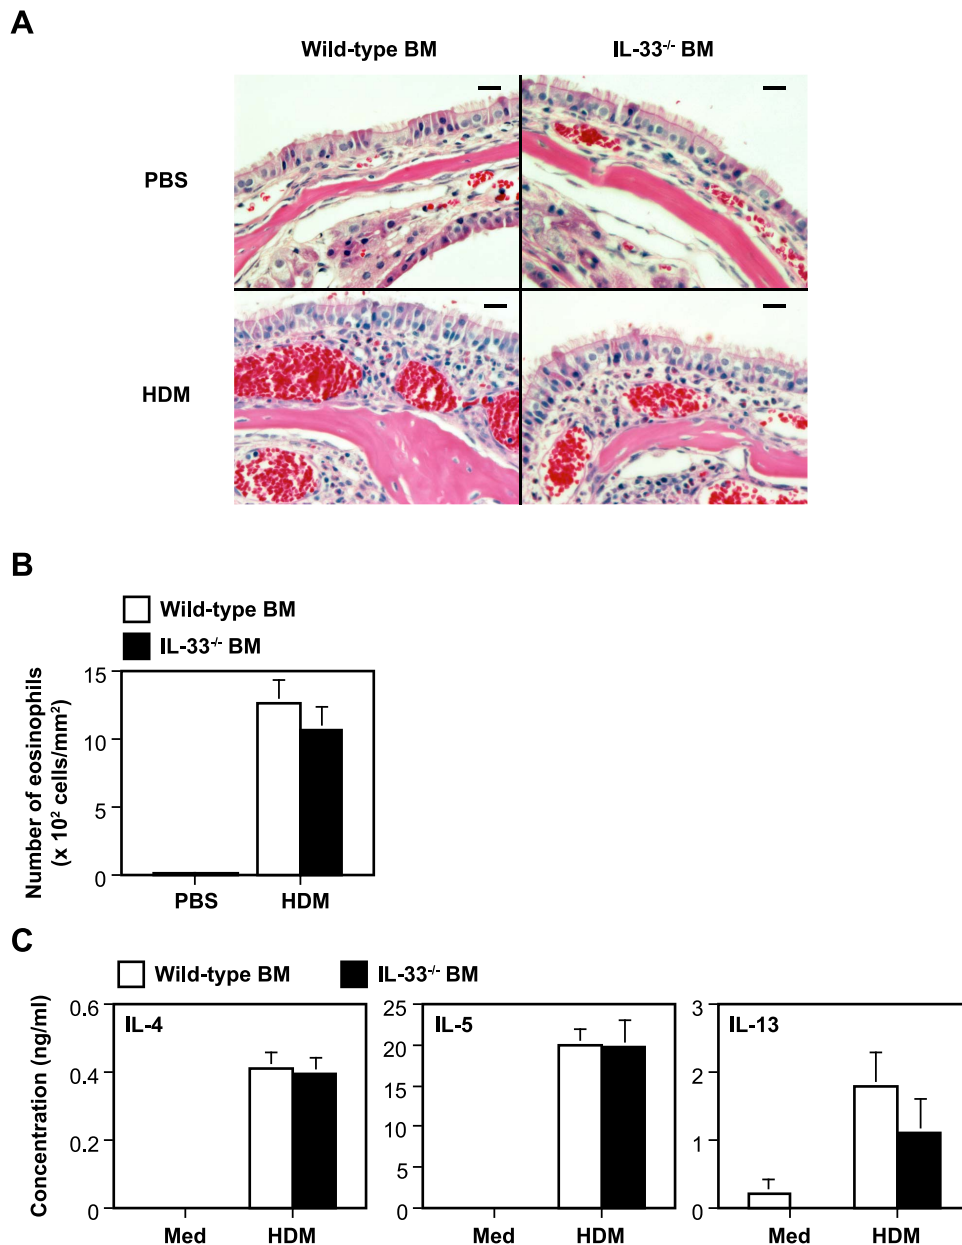 A
Wild-type BM
IL-33-/- BM
PBS
HDM
B
Wild-type BM
IL-33-/- BM
Number of eosinophils
(x 10² cells/mm²)
15
10
5
0
PBS
HDM
C
Wild-type BM
IL-33-/- BM
Concentration (ng/ml)
0.6
0.4
0.2
0
IL-4
Med
HDM
25
20
15
10
5
0
IL-5
Med
HDM
3
2
1
0
IL-13
Med
HDM